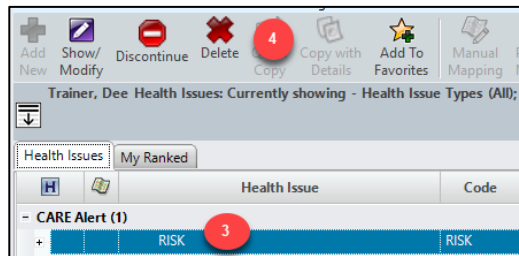 Add New Show/ Modify Discontinue Delete 4 Copy Copy with Details Add To Favorites Manual Mapping
Trainer, Dee Health Issues: Currently showing - Health Issue Types (All);
Health Issues My Ranked
H Health Issue Code
- CARE Alert (1)
+ RISK 3 RISK